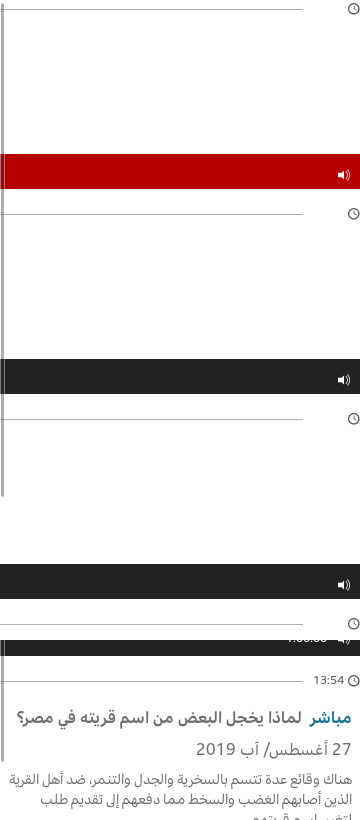 13:54
مباشر لماذا يخجل البعض من اسم قريته في مصر؟
27 أغسطس/ آب 2019
هناك وقائع عدة تتسم بالسخرية والجدل والتنمر، ضد أهل القرية
الذين أصابهم الغضب والسخط مما دفعهم إلى تقديم طلب